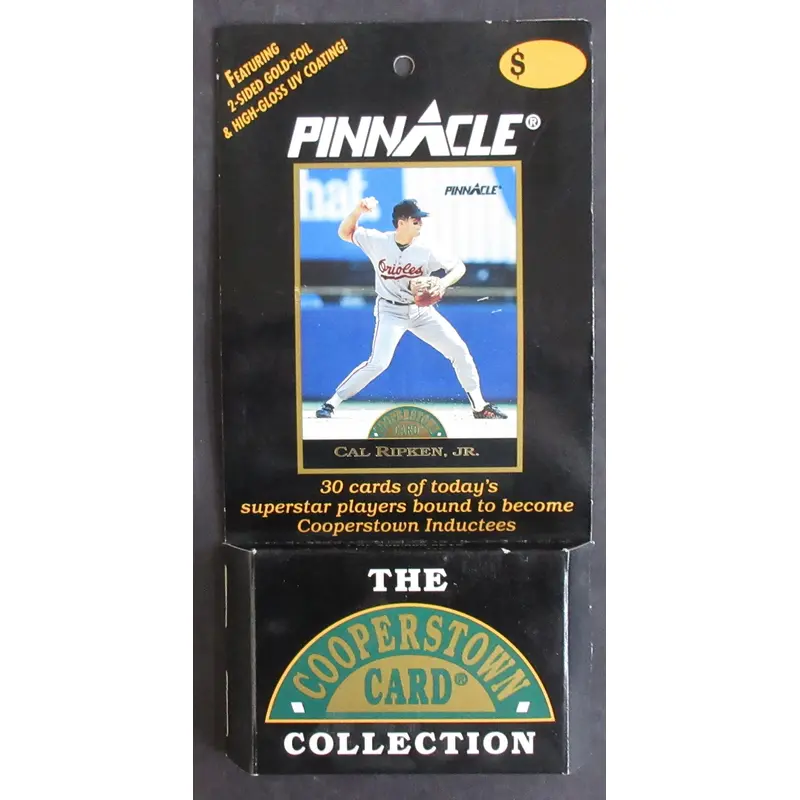 FEATURING
2-SIDED GOLD-FOIL
& HIGH-GLOSS UV COATING!
$
PINNACLE®
hat
PINNACLE
Orioles
COOPERSTOWN
CARD
CAL RIPKEN, JR.
30 cards of today's
superstar players bound to become
Cooperstown Inductees
THE
COOPERSTOWN
CARD®
COLLECTION